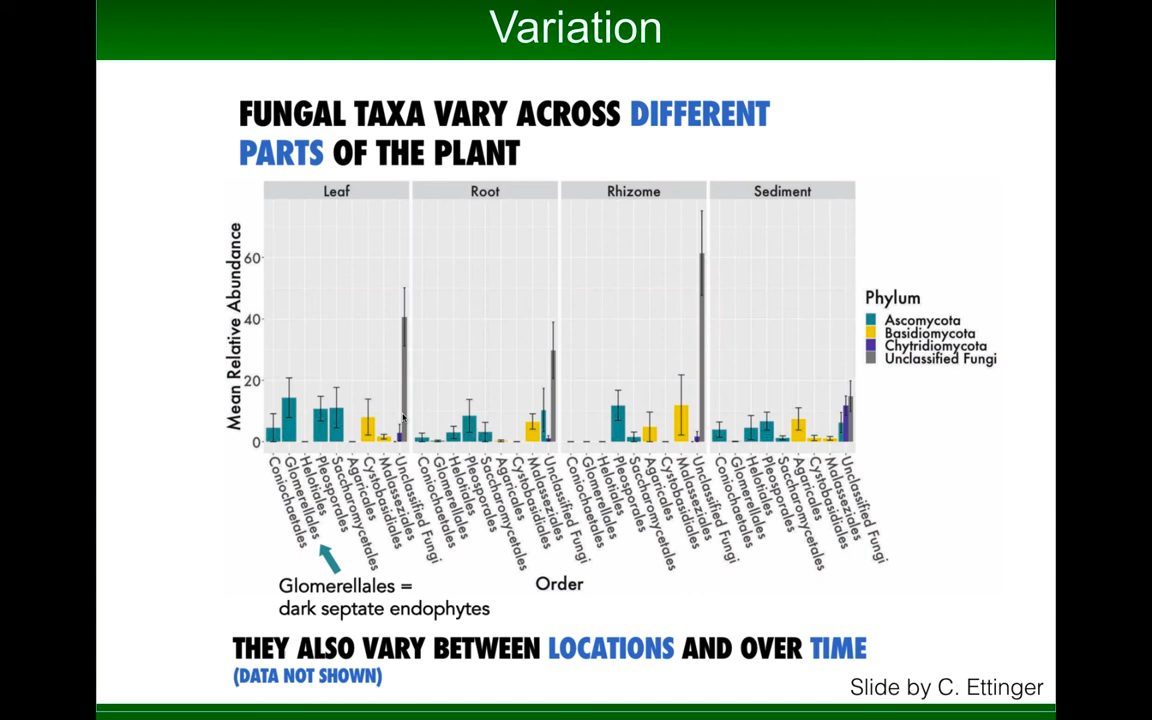 Variation
FUNGAL TAXA VARY ACROSS DIFFERENT
PARTS OF THE PLANT
Leaf
Root
Rhizome
Sediment
Mean Relative Abundance
60
40
20
0
Coniochaetales
Glomerellales
Helotiales
Pleosporales
Saccharomycetales
Agaricales
Cystobasidiales
Malasseziales
Unclassified Fungi
Coniochaetales
Glomerellales
Helotiales
Pleosporales
Saccharomycetales
Agaricales
Cystobasidiales
Malasseziales
Unclassified Fungi
Coniochaetales
Glomerellales
Helotiales
Pleosporales
Saccharomycetales
Agaricales
Cystobasidiales
Malasseziales
Unclassified Fungi
Coniochaetales
Glomerellales
Helotiales
Pleosporales
Saccharomycetales
Agaricales
Cystobasidiales
Malasseziales
Unclassified Fungi
Order
Phylum
Ascomycota
Basidiomycota
Chytridiomycota
Unclassified Fungi
Glomerellales =
dark septate endophytes
THEY ALSO VARY BETWEEN LOCATIONS AND OVER TIME
(DATA NOT SHOWN)
Slide by C. Ettinger